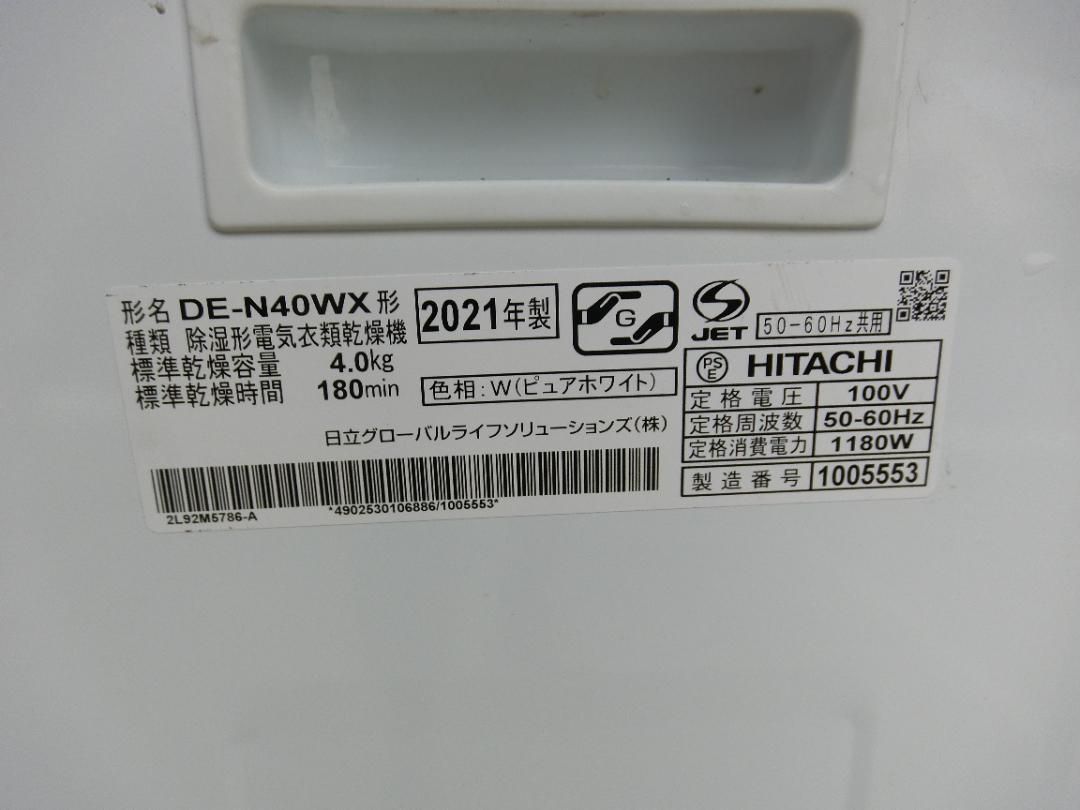 形名 DE-N40WX 形
2021年製
種類 除湿形電気衣類乾燥機
標準乾燥容量 4.0kg
標準乾燥時間 180min
色相:W(ピュアホワイト)
日立グローバルライフソリューションズ(株)
2L92M5786-A
*4902530106886/1005553*
G
S
JET
50-60Hz共用
PS
E
HITACHI
定格電圧 100V
定格周波数 50-60Hz
定格消費電力 1180W
製造番号 1005553